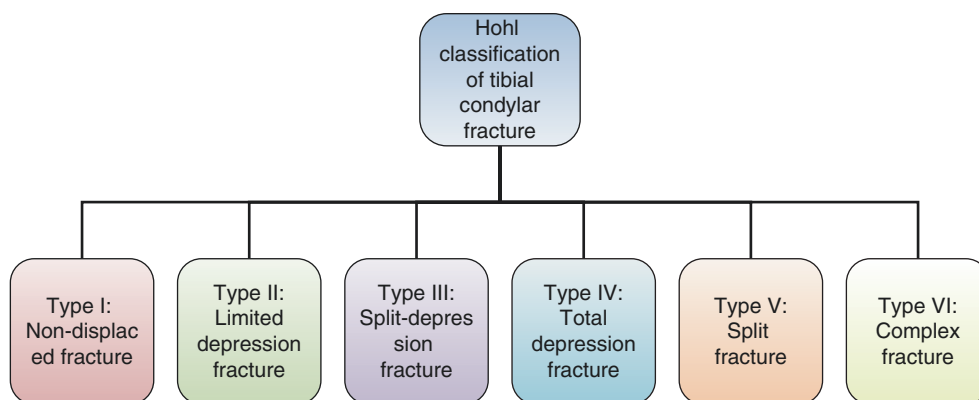 Hohl
classification
of tibial
condylar
fracture
Type I:
Non-displac
ed fracture
Type II:
Limited
depression
fracture
Type III:
Split-depres
sion
fracture
Type IV:
Total
depression
fracture
Type V:
Split
fracture
Type VI:
Complex
fracture